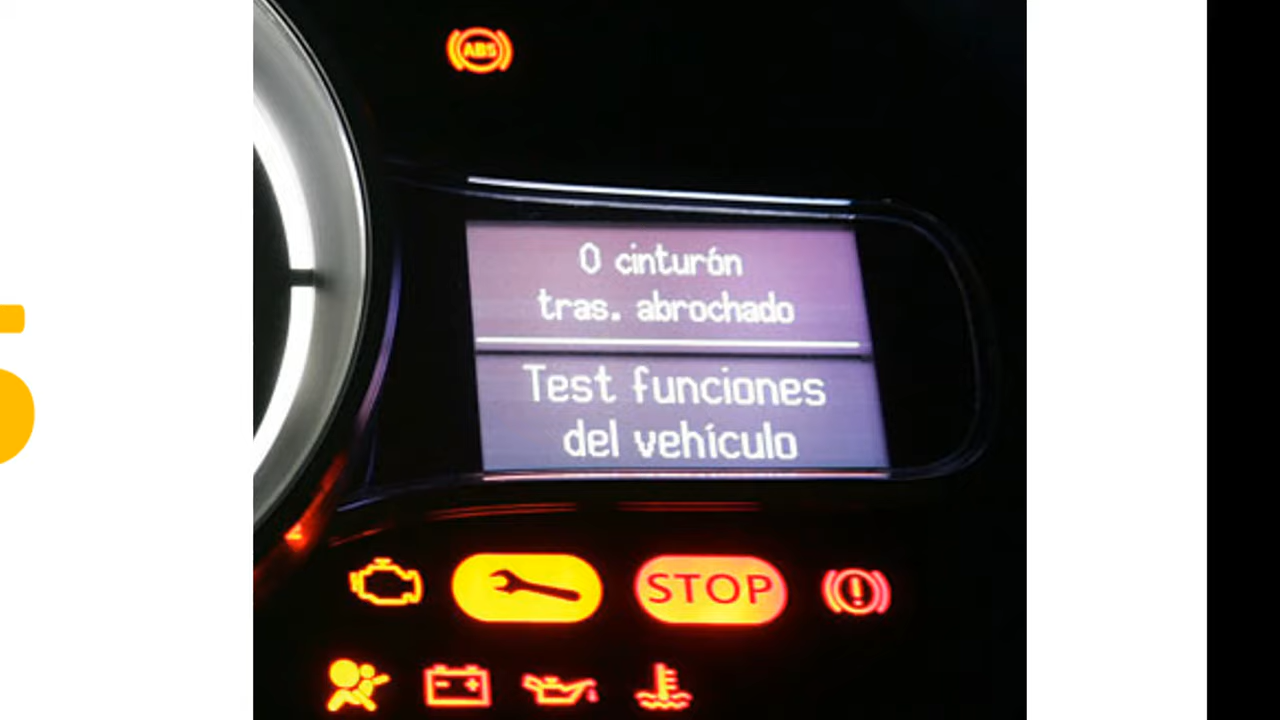 ABS
0 cinturón
tras. abrochado
Test funciones
del vehículo
STOP